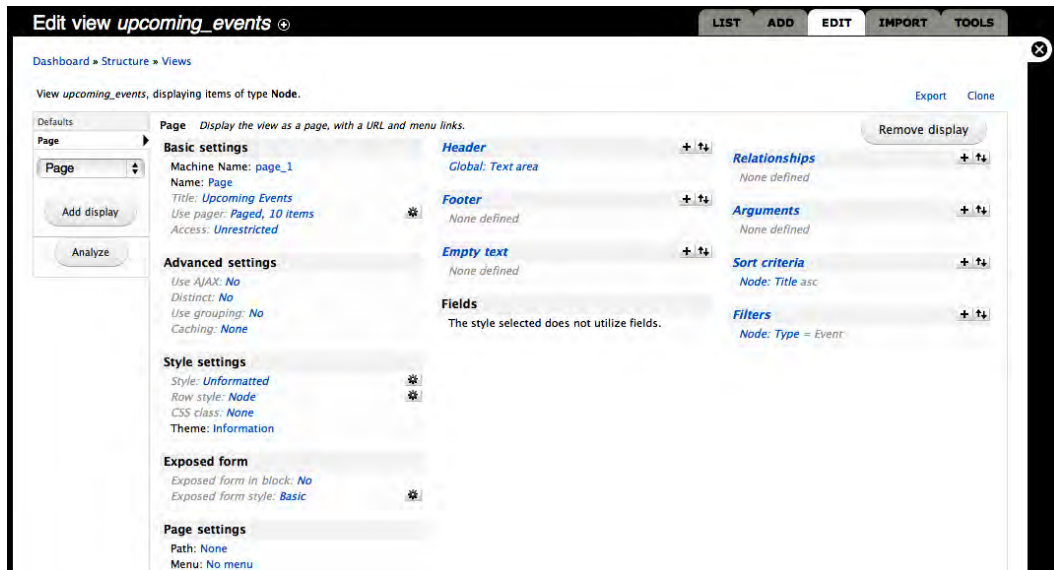 Edit view upcoming_events
LIST ADD EDIT IMPORT TOOLS
Dashboard » Structure » Views
View upcoming_events, displaying items of type Node.
Export Clone
Defaults
Page
Page
Add display
Analyze
Page Display the view as a page, with a URL and menu links.
Remove display
Basic settings
Machine Name: page_1
Name: Page
Title: Upcoming Events
Use pager: Paged, 10 items
Access: Unrestricted
Advanced settings
Use AJAX: No
Distinct: No
Use grouping: No
Caching: None
Style settings
Style: Unformatted
Row style: Node
CSS class: None
Theme: Information
Exposed form
Exposed form in block: No
Exposed form style: Basic
Page settings
Path: None
Menu: No menu
Header
Global: Text area
Footer
None defined
Empty text
None defined
Fields
The style selected does not utilize fields.
Relationships
None defined
Arguments
None defined
Sort criteria
Node: Title asc
Filters
Node: Type = Event